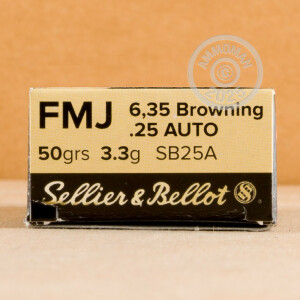 FMJ
6,35 Browning
.25 AUTO
50grs 3.3g SB25A
Sellier & Bellot